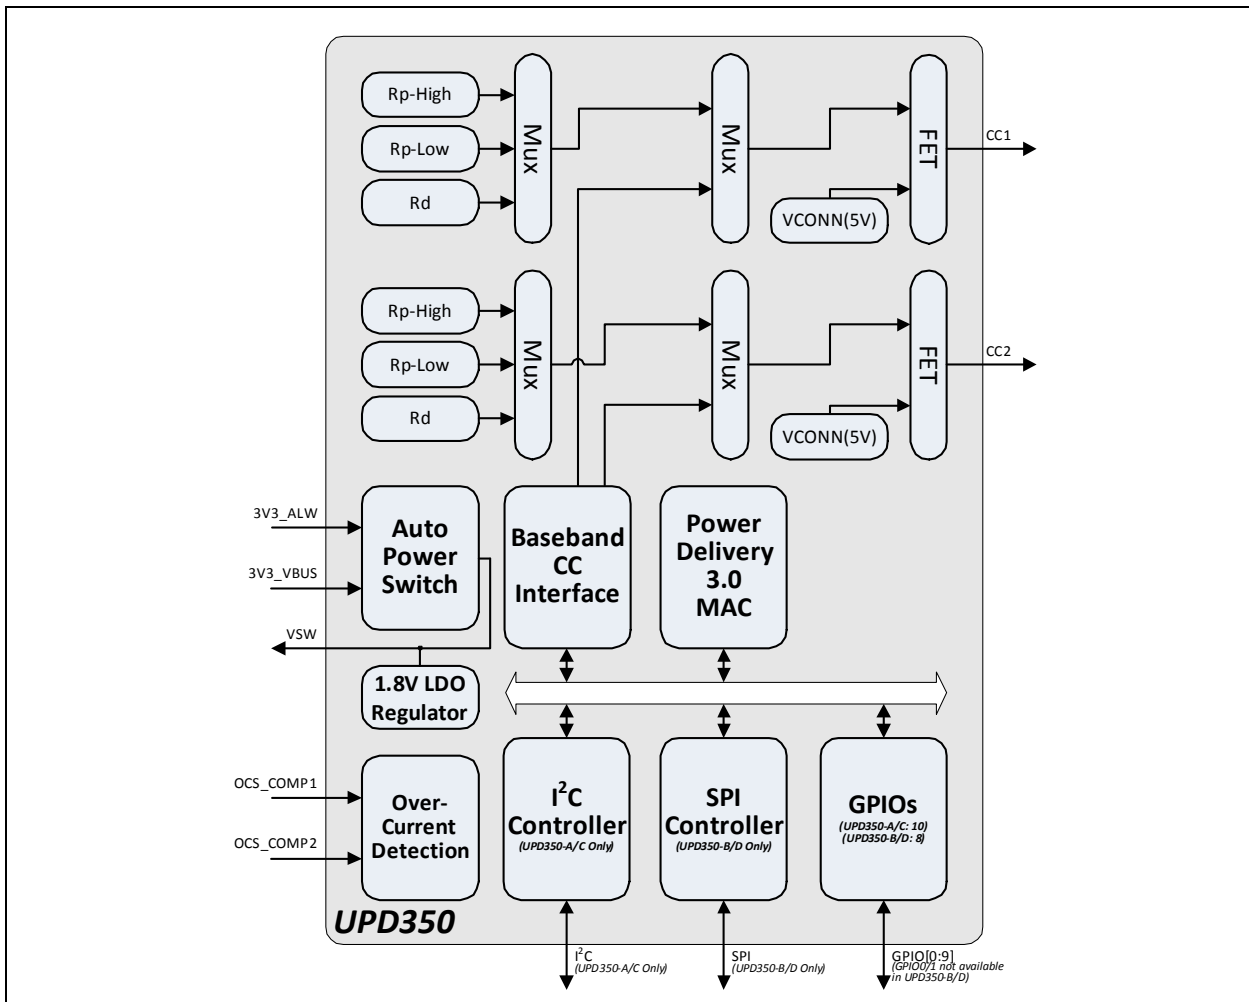 Rp-High
Rp-Low
Rd
Mux
Mux
VCONN(5V)
FET
CC1
Rp-High
Rp-Low
Rd
Mux
Mux
VCONN(5V)
FET
CC2
3V3_ALW
3V3_VBUS
VSW
Auto
Power
Switch
Baseband
CC
Interface
Power
Delivery
3.0
MAC
1.8V LDO
Regulator
OCS_COMP1
OCS_COMP2
Over-
Current
Detection
I²C
Controller
(UPD350-A/C Only)
SPI
Controller
(UPD350-B/D Only)
GPIOs
(UPD350-A/C: 10)
(UPD350-B/D: 8)
UPD350
I²C
(UPD350-A/C Only)
SPI
(UPD350-B/D Only)
GPIO[0:9]
(GPIO0/1 not available
in UPD350-B/D)